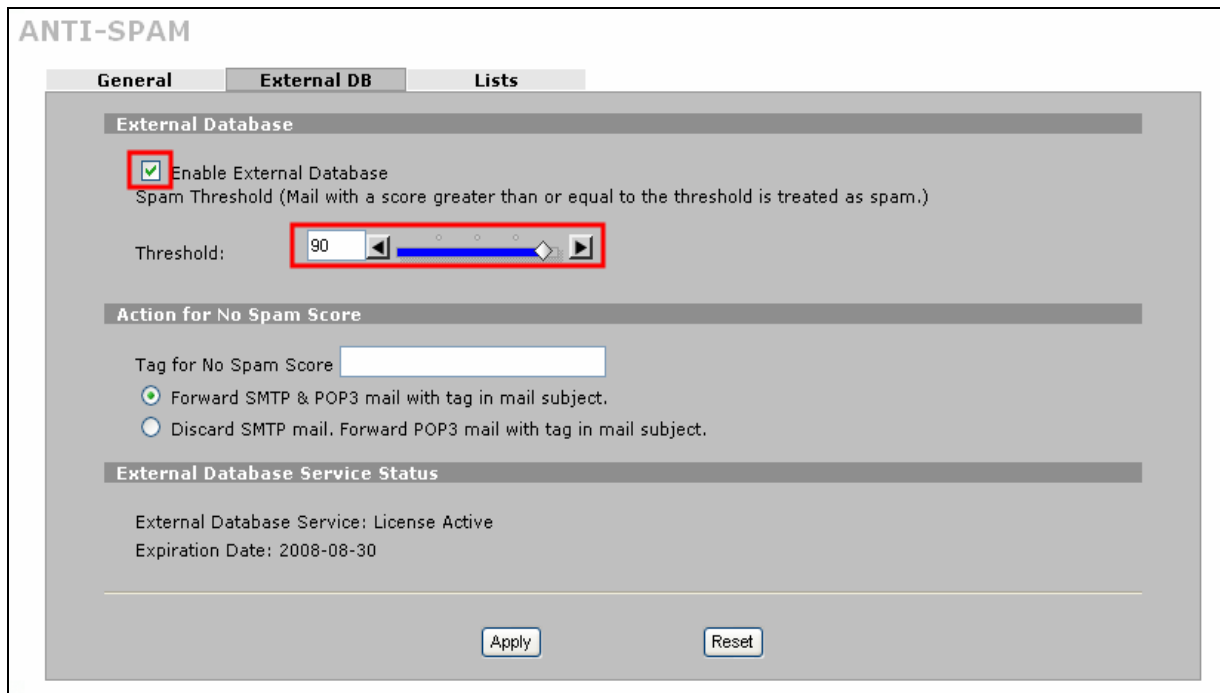 ANTI-SPAM
General External DB Lists
External Database
Enable External Database
Spam Threshold (Mail with a score greater than or equal to the threshold is treated as spam.)
Threshold: 90
Action for No Spam Score
Tag for No Spam Score
Forward SMTP & POP3 mail with tag in mail subject.
Discard SMTP mail. Forward POP3 mail with tag in mail subject.
External Database Service Status
External Database Service: License Active
Expiration Date: 2008-08-30
Apply Reset